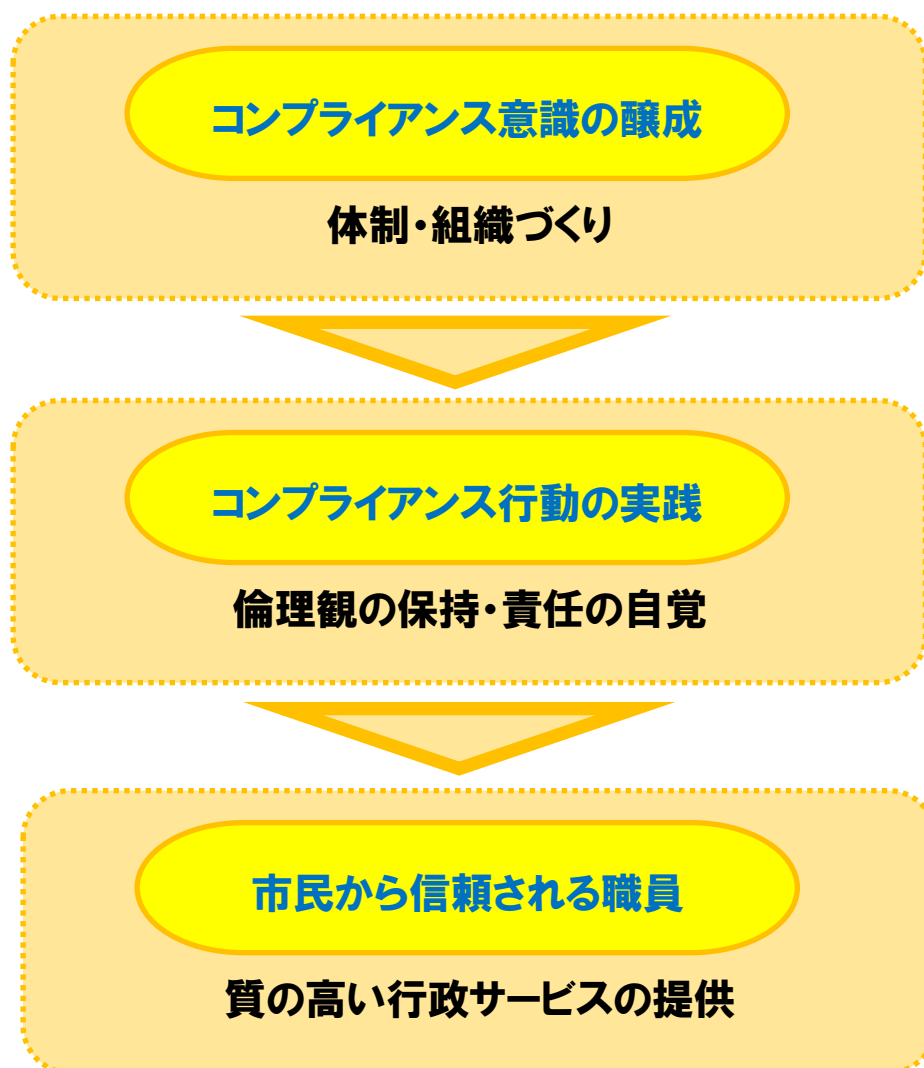 コンプライアンス意識の醸成
体制・組織づくり
コンプライアンス行動の実践
倫理観の保持・責任の自覚
市民から信頼される職員
質の高い行政サービスの提供